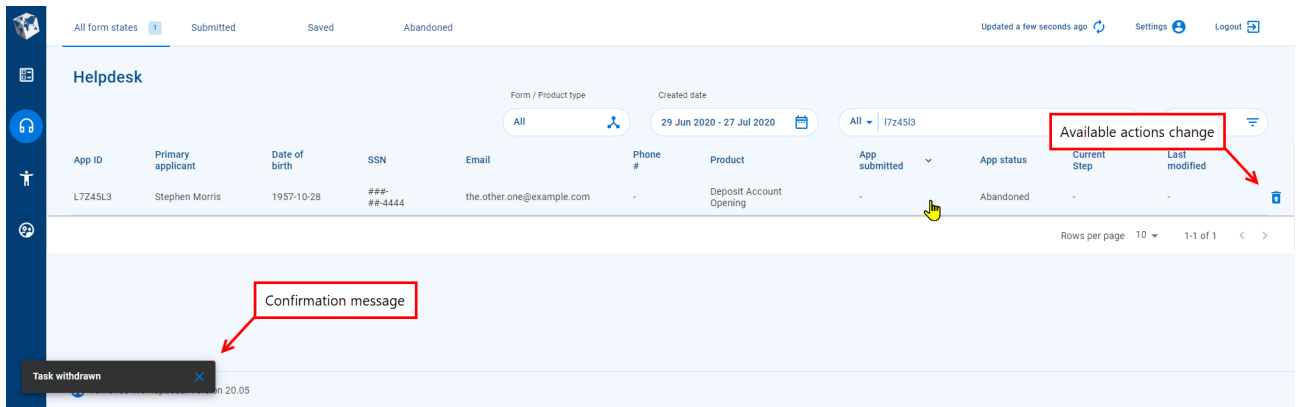 All form states 1 Submitted Saved Abandoned Updated a few seconds ago Settings Logout
Helpdesk
Form / Product type Created date
All 29 Jun 2020 - 27 Jul 2020 All l7z45l3
Available actions change
App ID Primary applicant Date of birth SSN Email Phone # Product App submitted App status Current Step Last modified
L7Z45L3 Stephen Morris 1957-10-28 ###-##-4444 the.other.one@example.com - Deposit Account Opening - Abandoned - -
Rows per page 10 1-1 of 1
Confirmation message
Task withdrawn
20.05